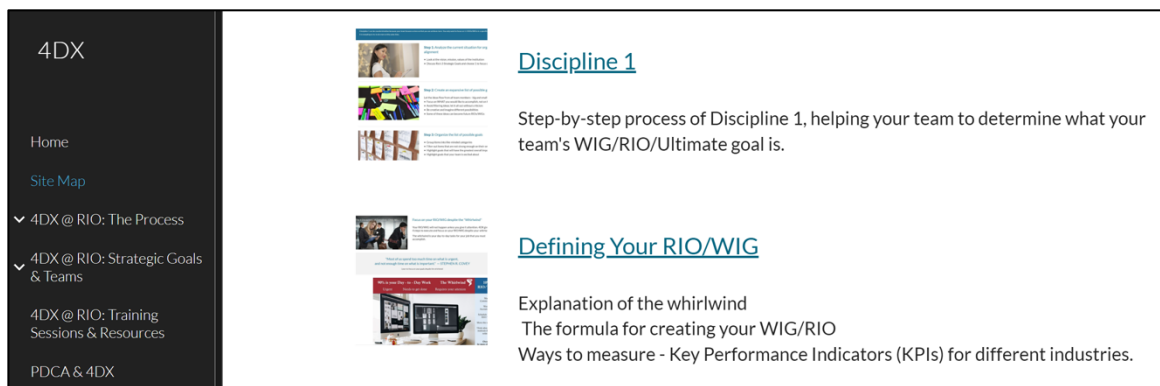 4DX
Home
Site Map
4DX @ RIO: The Process
4DX @ RIO: Strategic Goals
& Teams
4DX @ RIO: Training
Sessions & Resources
PDCA & 4DX
Discipline 1
Step-by-step process of Discipline 1, helping your team to determine what your
team's WIG/RIO/Ultimate goal is.
Defining Your RIO/WIG
Explanation of the whirlwind
The formula for creating your WIG/RIO
Ways to measure - Key Performance Indicators (KPIs) for different industries.